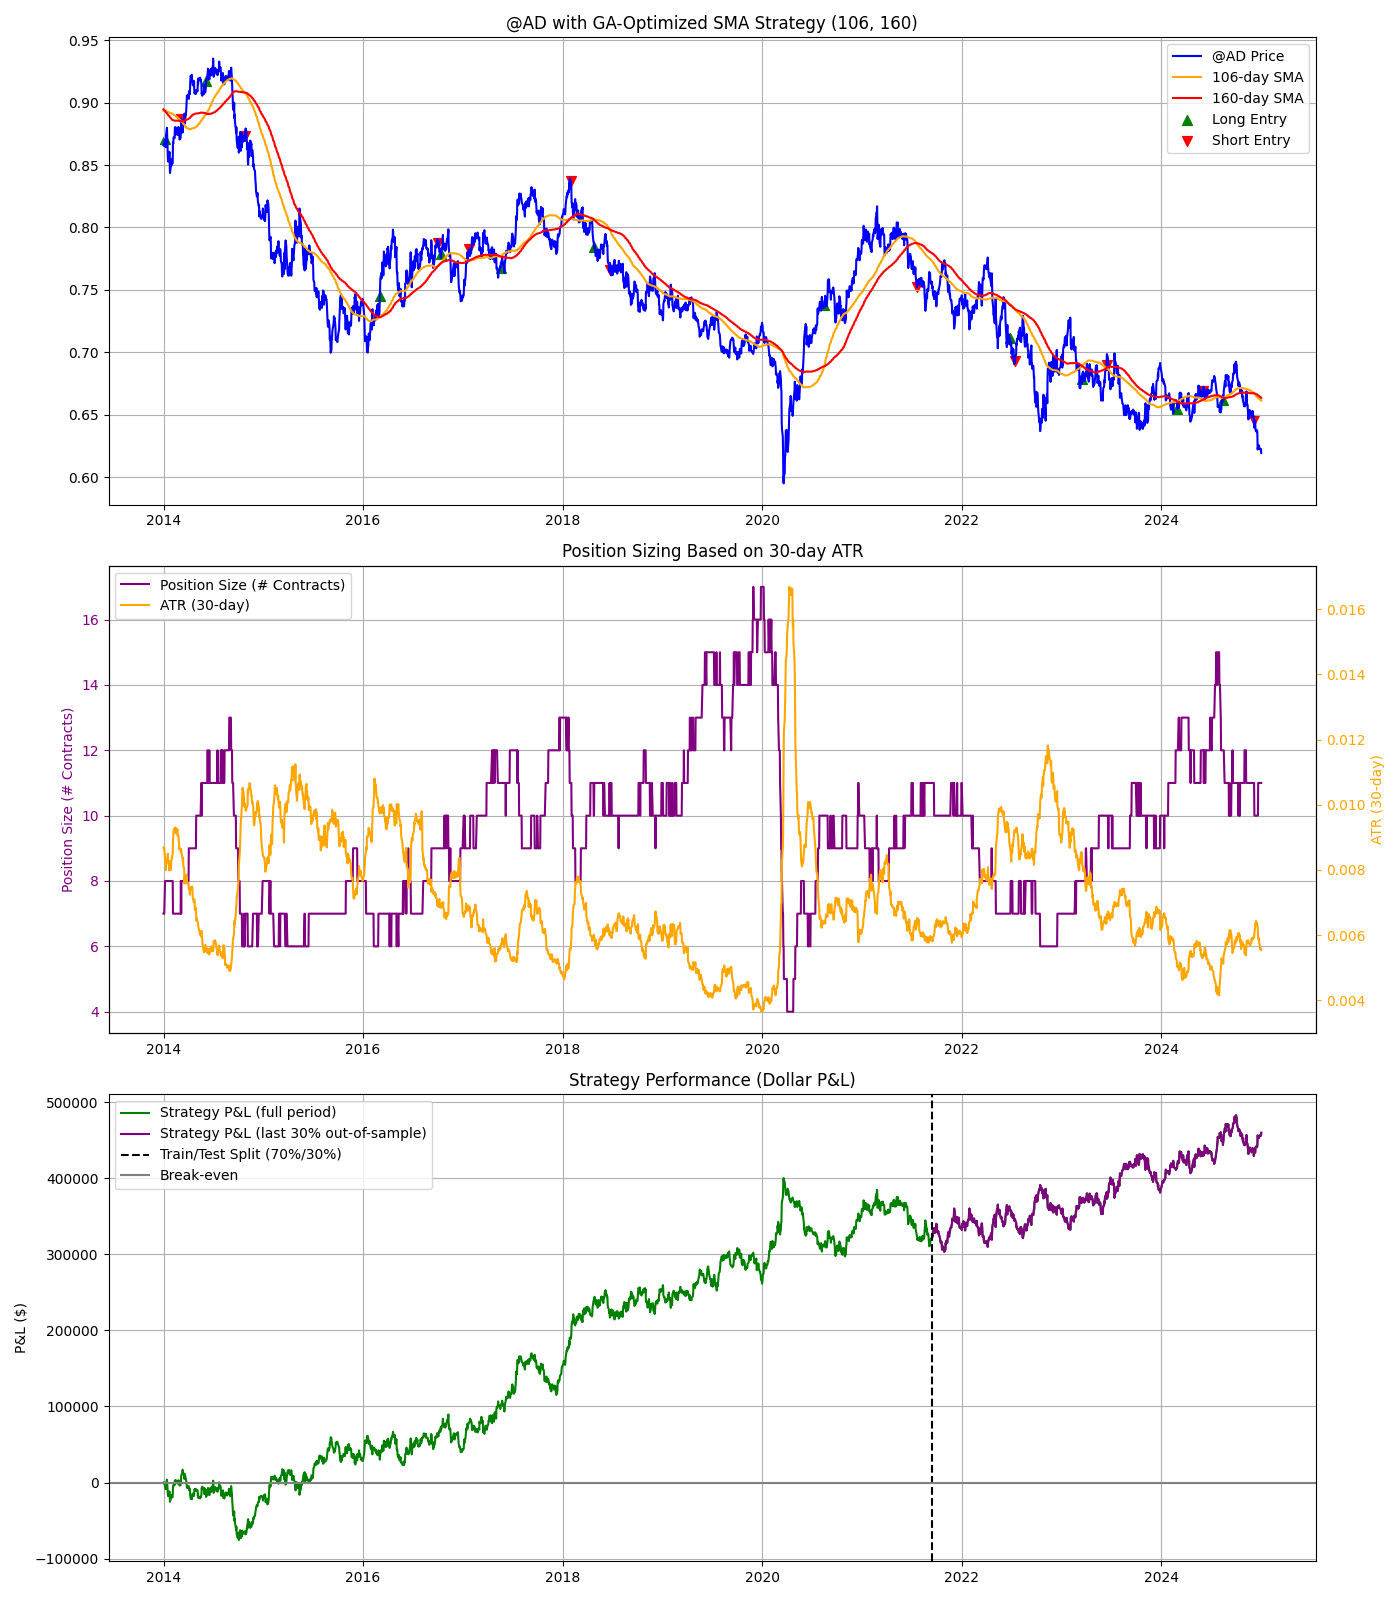 @AD with GA-Optimized SMA Strategy (106, 160)
0.95
0.90
0.85
0.80
0.75
0.70
0.65
0.60
@AD Price
106-day SMA
160-day SMA
Long Entry
Short Entry
2014 2016 2018 2020 2022 2024
Position Sizing Based on 30-day ATR
Position Size (# Contracts)
16
14
12
10
8
6
4
Position Size (# Contracts)
ATR (30-day)
0.016
0.014
0.012
0.010
0.008
0.006
0.004
ATR (30-day)
2014 2016 2018 2020 2022 2024
Strategy Performance (Dollar P&L)
P&L ($)
500000
400000
300000
200000
100000
0
−100000
Strategy P&L (full period)
Strategy P&L (last 30% out-of-sample)
Train/Test Split (70%/30%)
Break-even
2014 2016 2018 2020 2022 2024